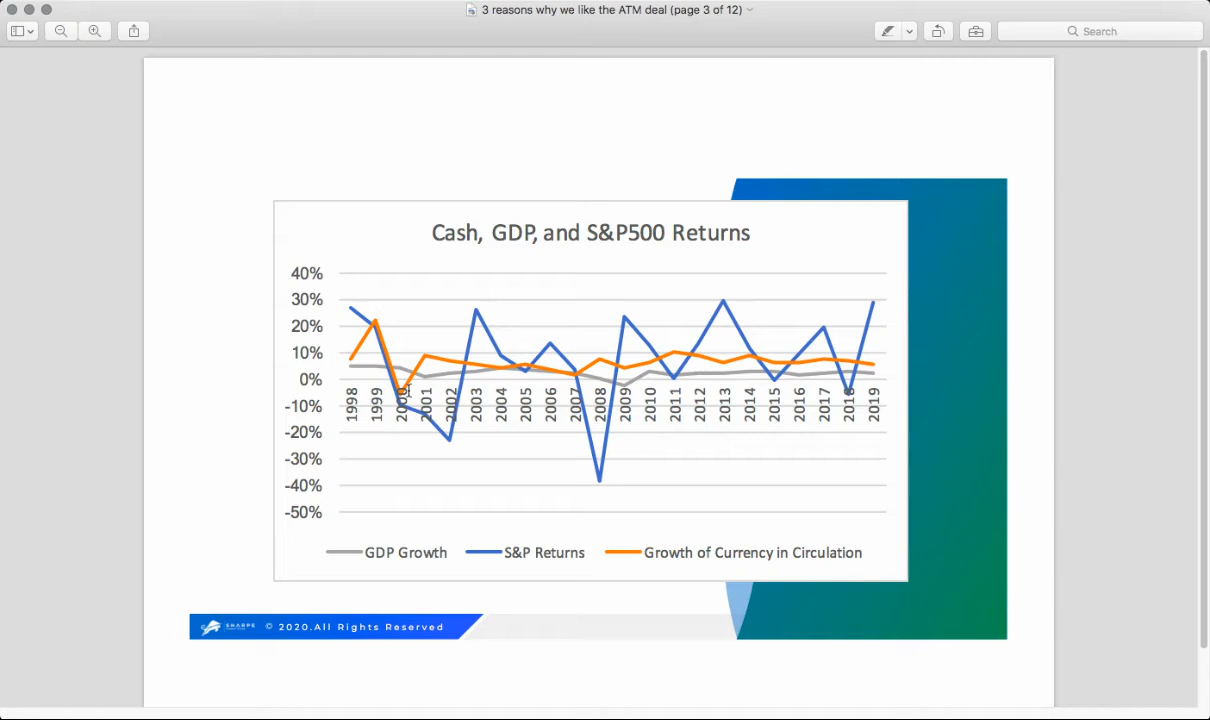 3 reasons why we like the ATM deal (page 3 of 12)
Search
Cash, GDP, and S&P500 Returns
40%
30%
20%
10%
0%
-10%
-20%
-30%
-40%
-50%
1998 1999 2000 2001 2002 2003 2004 2005 2006 2007 2008 2009 2010 2011 2012 2013 2014 2015 2016 2017 2018 2019
GDP Growth S&P Returns Growth of Currency in Circulation
SHARPE © 2020.All Rights Reserved